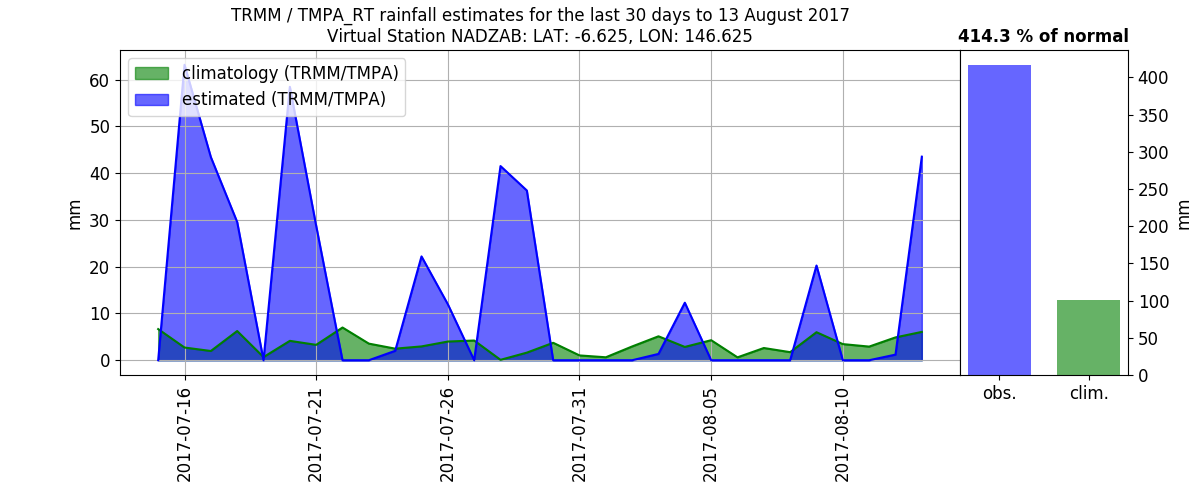 TRMM / TMPA_RT rainfall estimates for the last 30 days to 13 August 2017
Virtual Station NADZAB: LAT: -6.625, LON: 146.625
414.3 % of normal
climatology (TRMM/TMPA)
estimated (TRMM/TMPA)
mm
60
50
40
30
20
10
0
2017-07-16
2017-07-21
2017-07-26
2017-07-31
2017-08-05
2017-08-10
400
350
300
250
200
150
100
50
0
mm
obs.
clim.